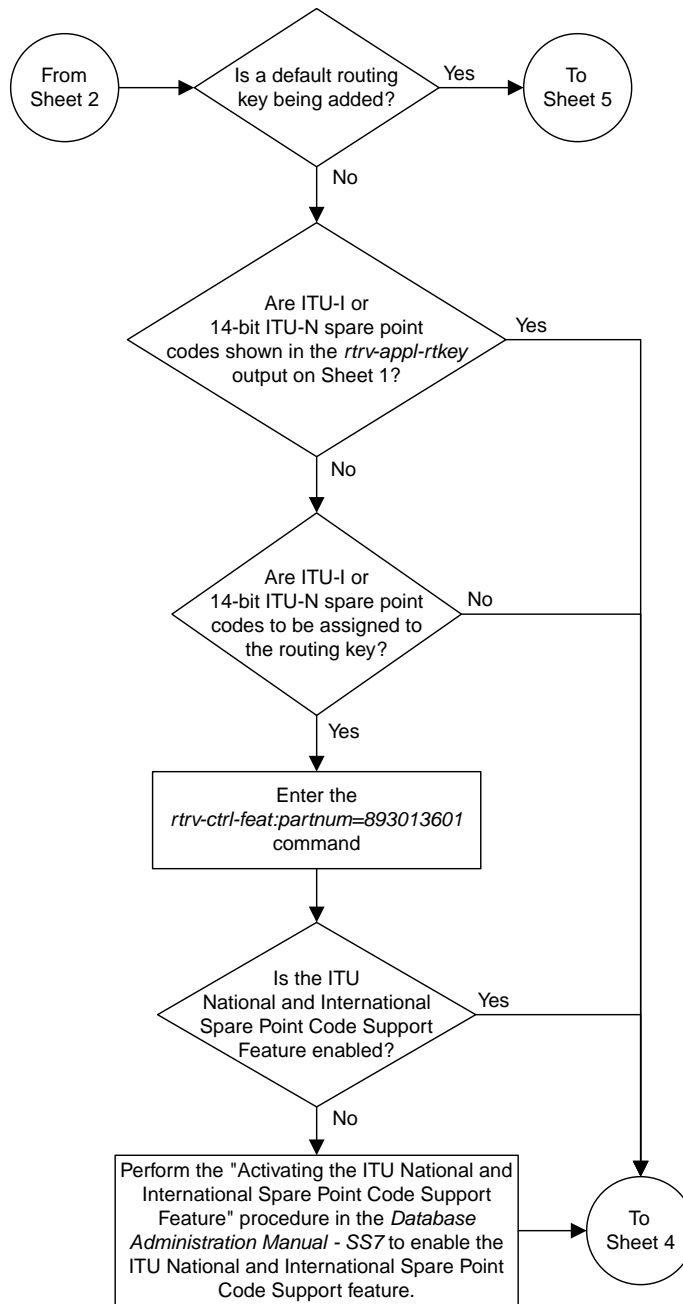 From
Sheet 2
Is a default routing
key being added?
Yes
To
Sheet 5
No
Are ITU-I or
14-bit ITU-N spare point
codes shown in the rtrv-appl-rtkey
output on Sheet 1?
Yes
No
Are ITU-I or
14-bit ITU-N spare point
codes to be assigned to
the routing key?
No
Yes
Enter the
rtrv-ctrl-feat:partnum=893013601
command
Is the ITU
National and International
Spare Point Code Support
Feature enabled?
Yes
No
Perform the "Activating the ITU National and
International Spare Point Code Support
Feature" procedure in the Database
Administration Manual - SS7 to enable the
ITU National and International Spare Point
Code Support feature.
To
Sheet 4